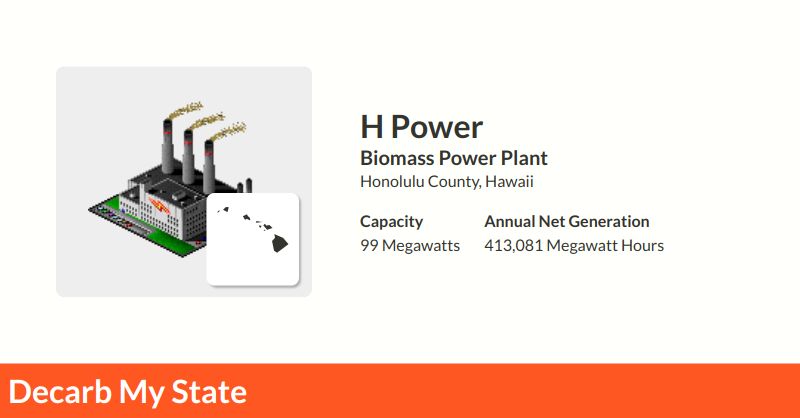 H Power
Biomass Power Plant
Honolulu County, Hawaii
Capacity
99 Megawatts
Annual Net Generation
413,081 Megawatt Hours
Decarb My State